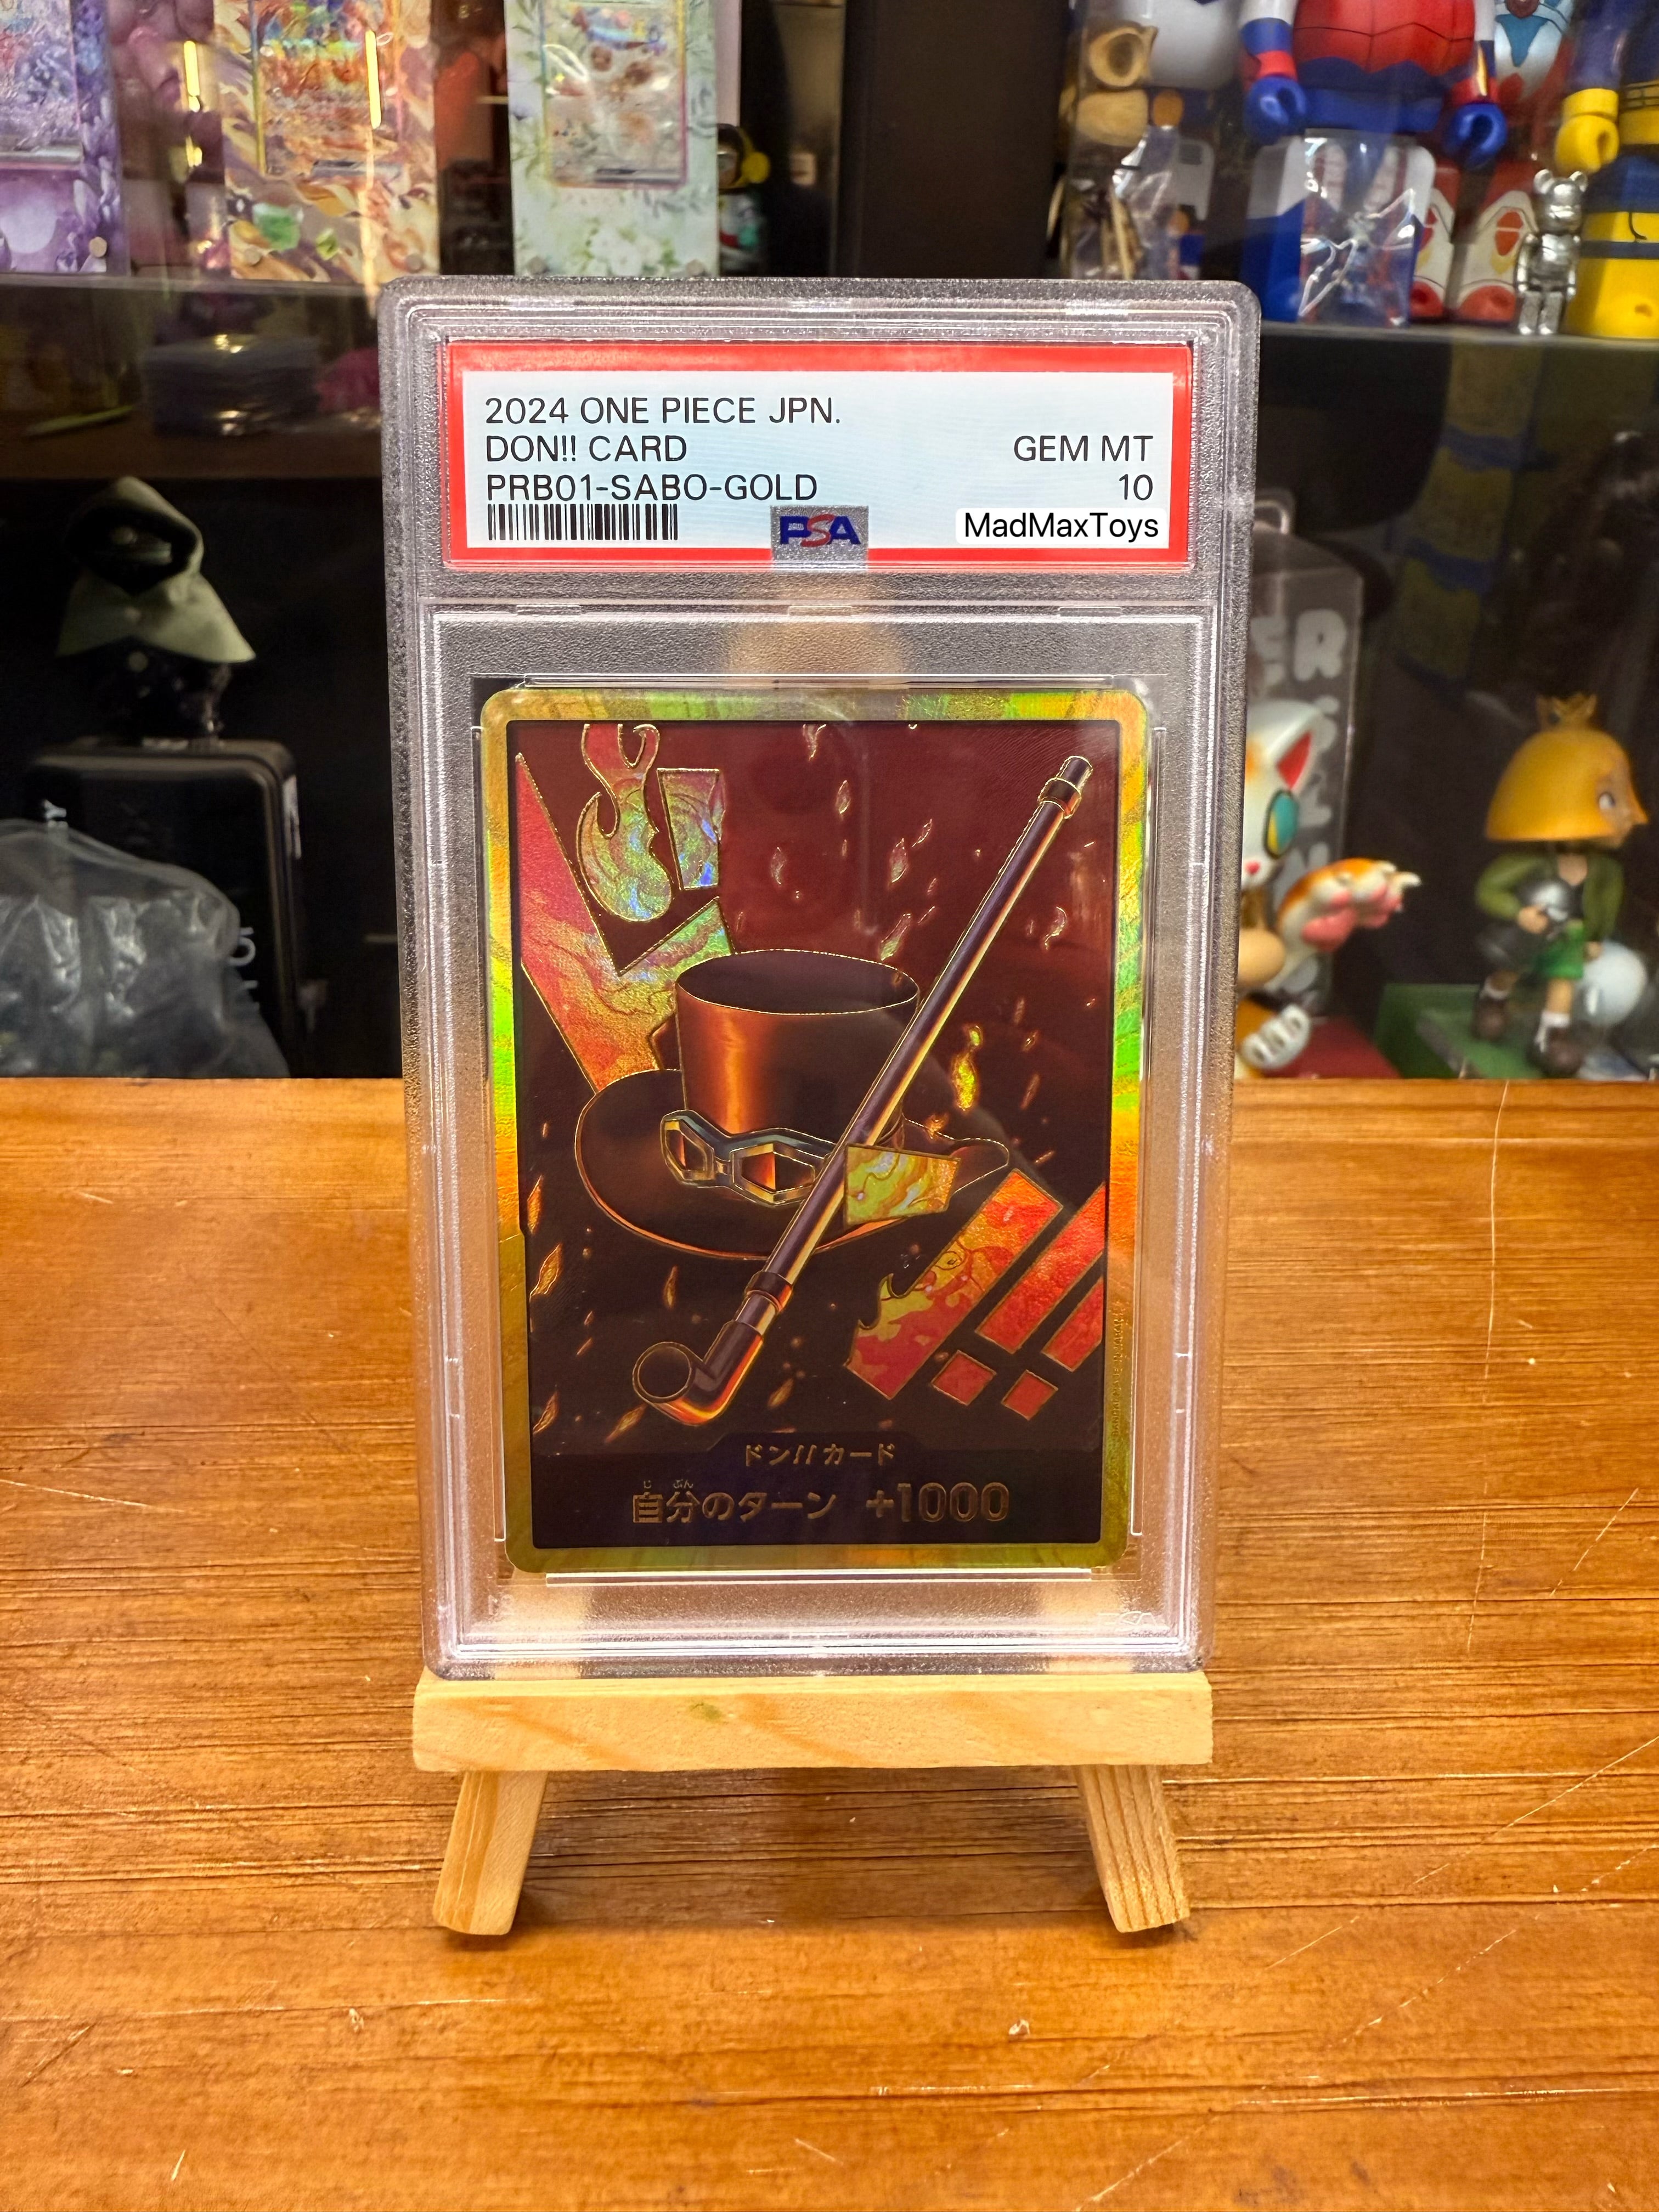 2024 ONE PIECE JPN.
DON!! CARD GEM MT
PRB01-SABO-GOLD 10
PSA MadMaxToys
ドン!!カード
じ ぶん
自分のターン +1000